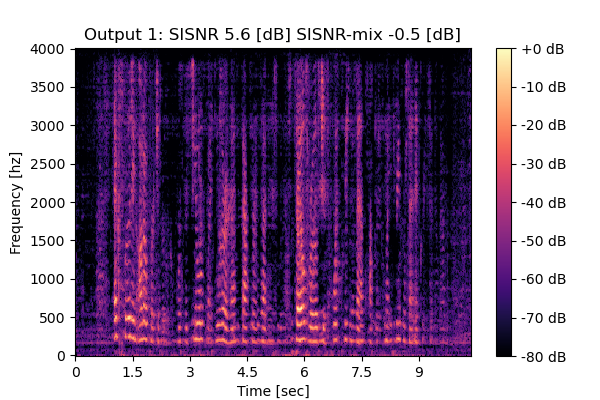 Output 1: SISNR 5.6 [dB] SISNR-mix -0.5 [dB]
4000
3500
3000
2500
2000
1500
1000
500
0
Frequency [hz]
0 1.5 3 4.5 6 7.5 9
Time [sec]
+0 dB
-10 dB
-20 dB
-30 dB
-40 dB
-50 dB
-60 dB
-70 dB
-80 dB